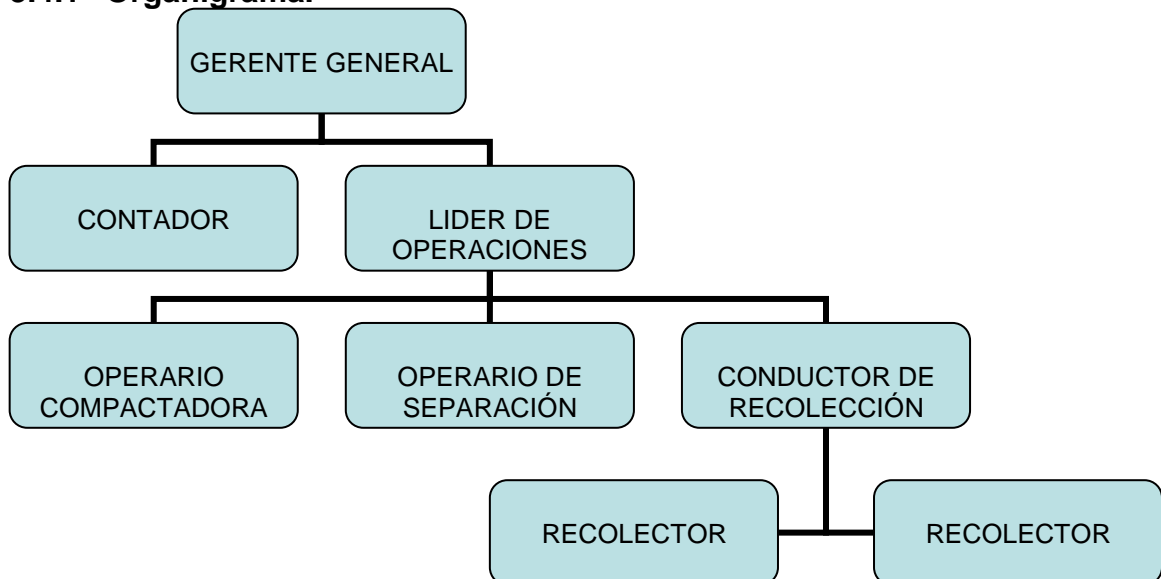 Organigrama.
GERENTE GENERAL
CONTADOR
LIDER DE
OPERACIONES
OPERARIO
COMPACTADORA
OPERARIO DE
SEPARACIÓN
CONDUCTOR DE
RECOLECCIÓN
RECOLECTOR
RECOLECTOR